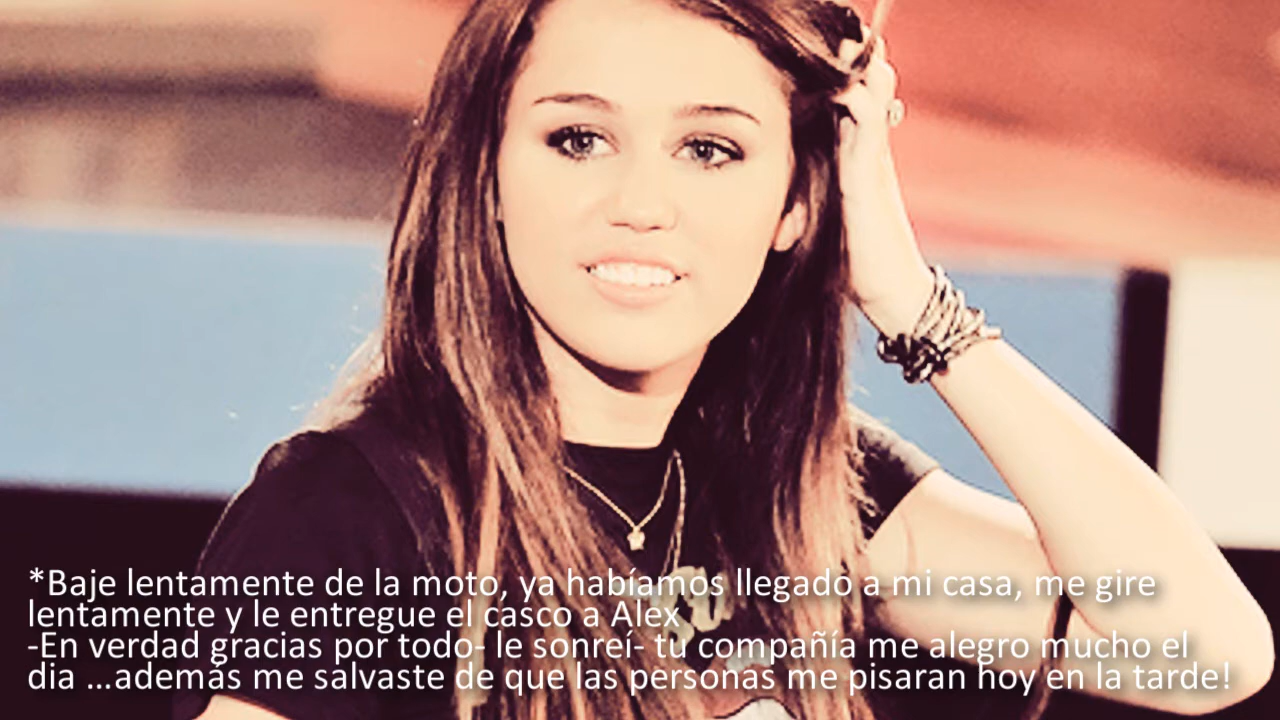 *Baje lentamente de la moto, ya habíamos llegado a mi casa, me gire
lentamente y le entregue el casco a Alex
-En verdad gracias por todo- le sonreí- tu compañía me alegro mucho el
dia ...además me salvaste de que las personas me pisaran hoy en la tarde!